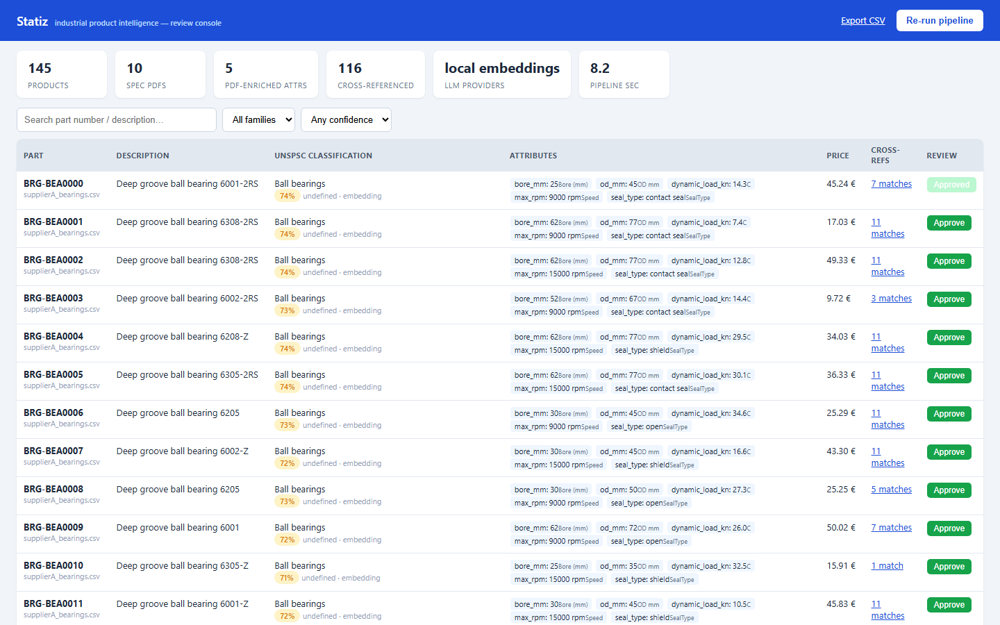 Statiz industrial product intelligence — review console Export CSV Re-run pipeline
145 10 5 116 local embeddings 8.2
PRODUCTS SPEC PDFS PDF-ENRICHED ATTRS CROSS-REFERENCED LLM PROVIDERS PIPELINE SEC
Search part number / description... All families Any confidence
PART DESCRIPTION UNSPSC CLASSIFICATION ATTRIBUTES PRICE CROSS-REFS REVIEW
BRG-BEA0000 Deep groove ball bearing 6001-2RS Ball bearings bore_mm: 25Bore (mm) od_mm: 45OD mm dynamic_load_kn: 14.3C 45.24 € 7 matches Approved
supplierA_bearings.csv 74% undefined · embedding max_rpm: 9000 rpmSpeed seal_type: contact sealSealType
BRG-BEA0001 Deep groove ball bearing 6308-2RS Ball bearings bore_mm: 62Bore (mm) od_mm: 77OD mm dynamic_load_kn: 7.4C 17.03 € 11 matches Approve
supplierA_bearings.csv 74% undefined · embedding max_rpm: 9000 rpmSpeed seal_type: contact sealSealType
BRG-BEA0002 Deep groove ball bearing 6308-2RS Ball bearings bore_mm: 62Bore (mm) od_mm: 77OD mm dynamic_load_kn: 12.8C 49.33 € 11 matches Approve
supplierA_bearings.csv 74% undefined · embedding max_rpm: 15000 rpmSpeed seal_type: contact sealSealType
BRG-BEA0003 Deep groove ball bearing 6002-2RS Ball bearings bore_mm: 52Bore (mm) od_mm: 67OD mm dynamic_load_kn: 14.4C 9.72 € 3 matches Approve
supplierA_bearings.csv 73% undefined · embedding max_rpm: 9000 rpmSpeed seal_type: contact sealSealType
BRG-BEA0004 Deep groove ball bearing 6208-Z Ball bearings bore_mm: 62Bore (mm) od_mm: 77OD mm dynamic_load_kn: 29.5C 34.03 € 11 matches Approve
supplierA_bearings.csv 74% undefined · embedding max_rpm: 15000 rpmSpeed seal_type: shieldSealType
BRG-BEA0005 Deep groove ball bearing 6305-2RS Ball bearings bore_mm: 62Bore (mm) od_mm: 77OD mm dynamic_load_kn: 30.1C 36.33 € 11 matches Approve
supplierA_bearings.csv 74% undefined · embedding max_rpm: 15000 rpmSpeed seal_type: contact sealSealType
BRG-BEA0006 Deep groove ball bearing 6205 Ball bearings bore_mm: 30Bore (mm) od_mm: 45OD mm dynamic_load_kn: 34.6C 25.29 € 11 matches Approve
supplierA_bearings.csv 73% undefined · embedding max_rpm: 9000 rpmSpeed seal_type: openSealType
BRG-BEA0007 Deep groove ball bearing 6002-Z Ball bearings bore_mm: 30Bore (mm) od_mm: 45OD mm dynamic_load_kn: 16.6C 43.30 € 11 matches Approve
supplierA_bearings.csv 72% undefined · embedding max_rpm: 15000 rpmSpeed seal_type: shieldSealType
BRG-BEA0008 Deep groove ball bearing 6205 Ball bearings bore_mm: 30Bore (mm) od_mm: 50OD mm dynamic_load_kn: 27.3C 25.25 € 5 matches Approve
supplierA_bearings.csv 73% undefined · embedding max_rpm: 9000 rpmSpeed seal_type: openSealType
BRG-BEA0009 Deep groove ball bearing 6001 Ball bearings bore_mm: 62Bore (mm) od_mm: 72OD mm dynamic_load_kn: 26.0C 50.02 € 7 matches Approve
supplierA_bearings.csv 72% undefined · embedding max_rpm: 9000 rpmSpeed seal_type: openSealType
BRG-BEA0010 Deep groove ball bearing 6305-Z Ball bearings bore_mm: 25Bore (mm) od_mm: 35OD mm dynamic_load_kn: 32.5C 15.91 € 1 match Approve
supplierA_bearings.csv 71% undefined · embedding max_rpm: 15000 rpmSpeed seal_type: shieldSealType
BRG-BEA0011 Deep groove ball bearing 6001-Z Ball bearings bore_mm: 30Bore (mm) od_mm: 45OD mm dynamic_load_kn: 10.5C 45.83 € 11 matches Approve
supplierA_bearings.csv 72% undefined · embedding max_rpm: 15000 rpmSpeed seal_type: shieldSealType